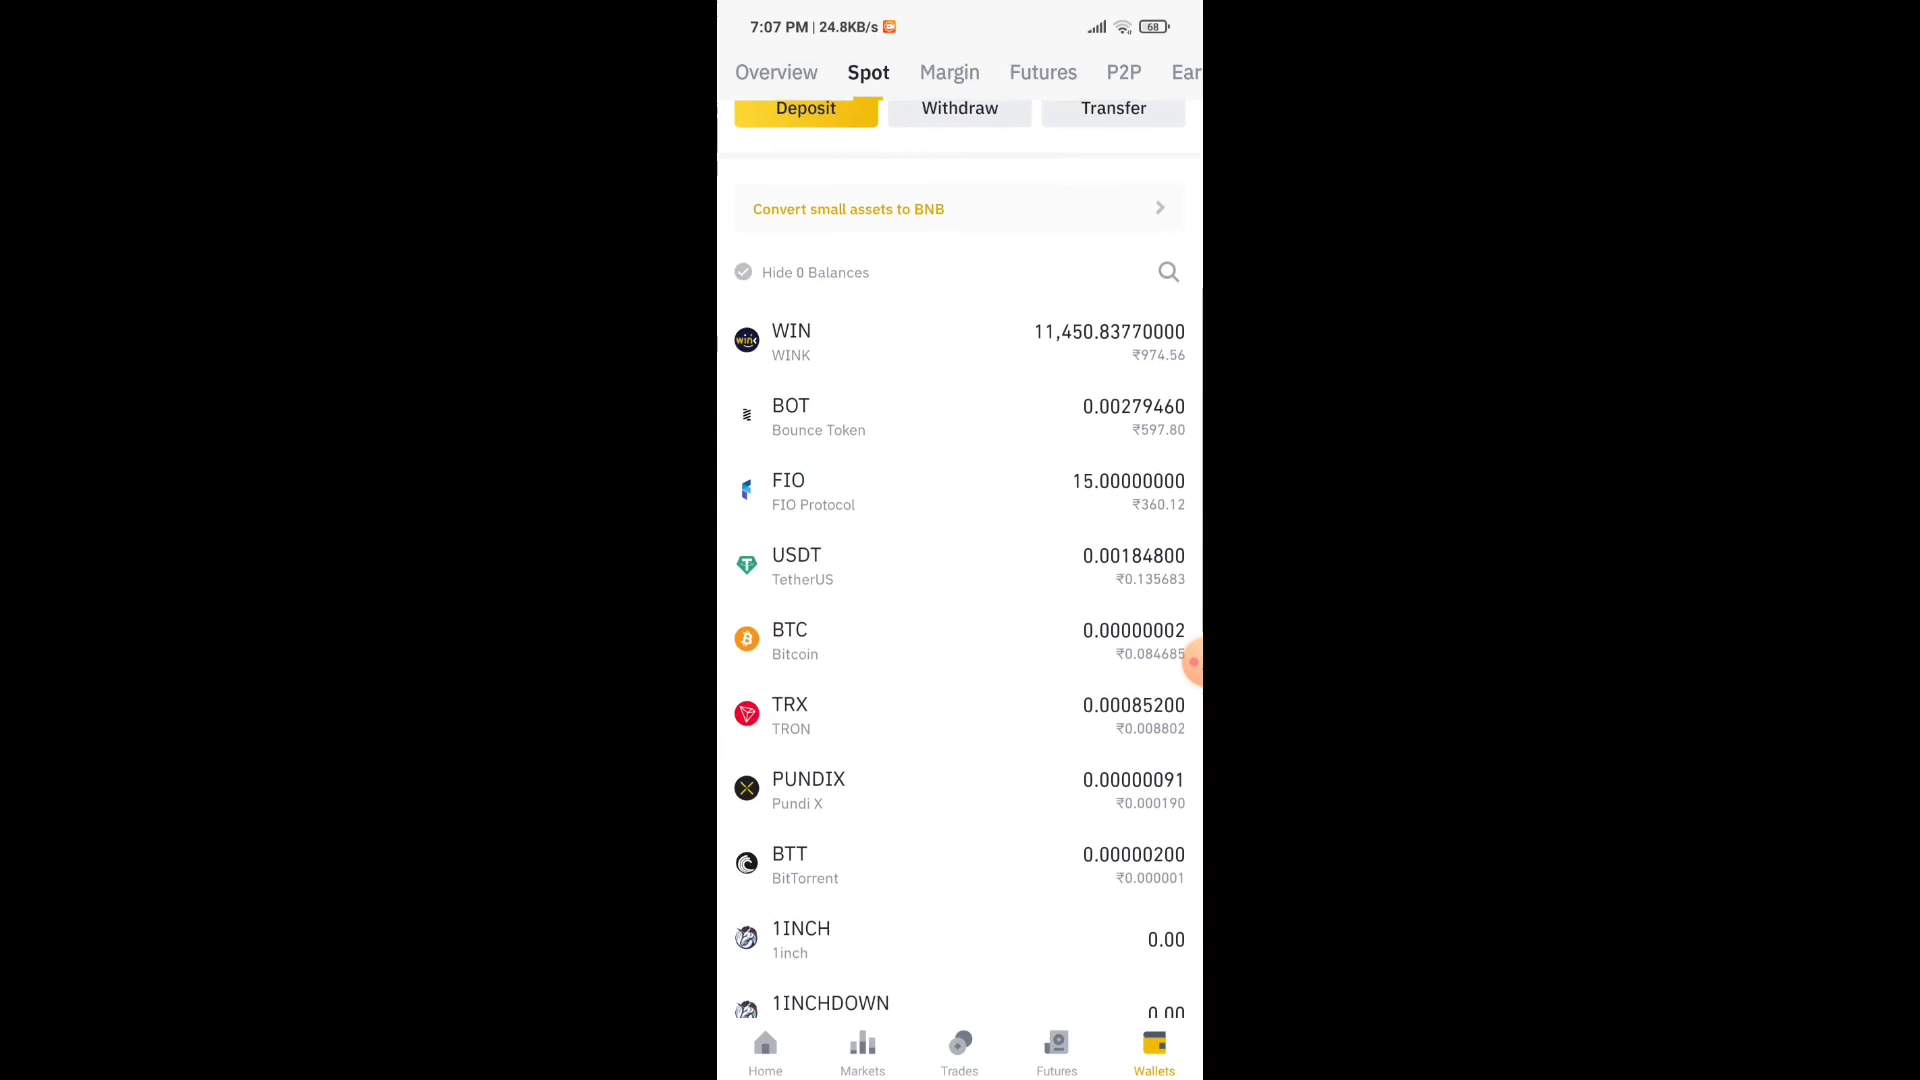 7:07 PM | 24.8KB/s
68
Overview Spot Margin Futures P2P Ear
Deposit Withdraw Transfer
Convert small assets to BNB
Hide 0 Balances
WIN 11,450.83770000
WINK ₹974.56
BOT 0.00279460
Bounce Token ₹597.80
FIO 15.00000000
FIO Protocol ₹360.12
USDT 0.00184800
TetherUS ₹0.135683
BTC 0.00000002
Bitcoin ₹0.084685
TRX 0.00085200
TRON ₹0.008802
PUNDIX 0.00000091
Pundi X ₹0.000190
BTT 0.00000200
BitTorrent ₹0.000001
1INCH 0.00
1inch
1INCHDOWN 0.00
Home Markets Trades Futures Wallets